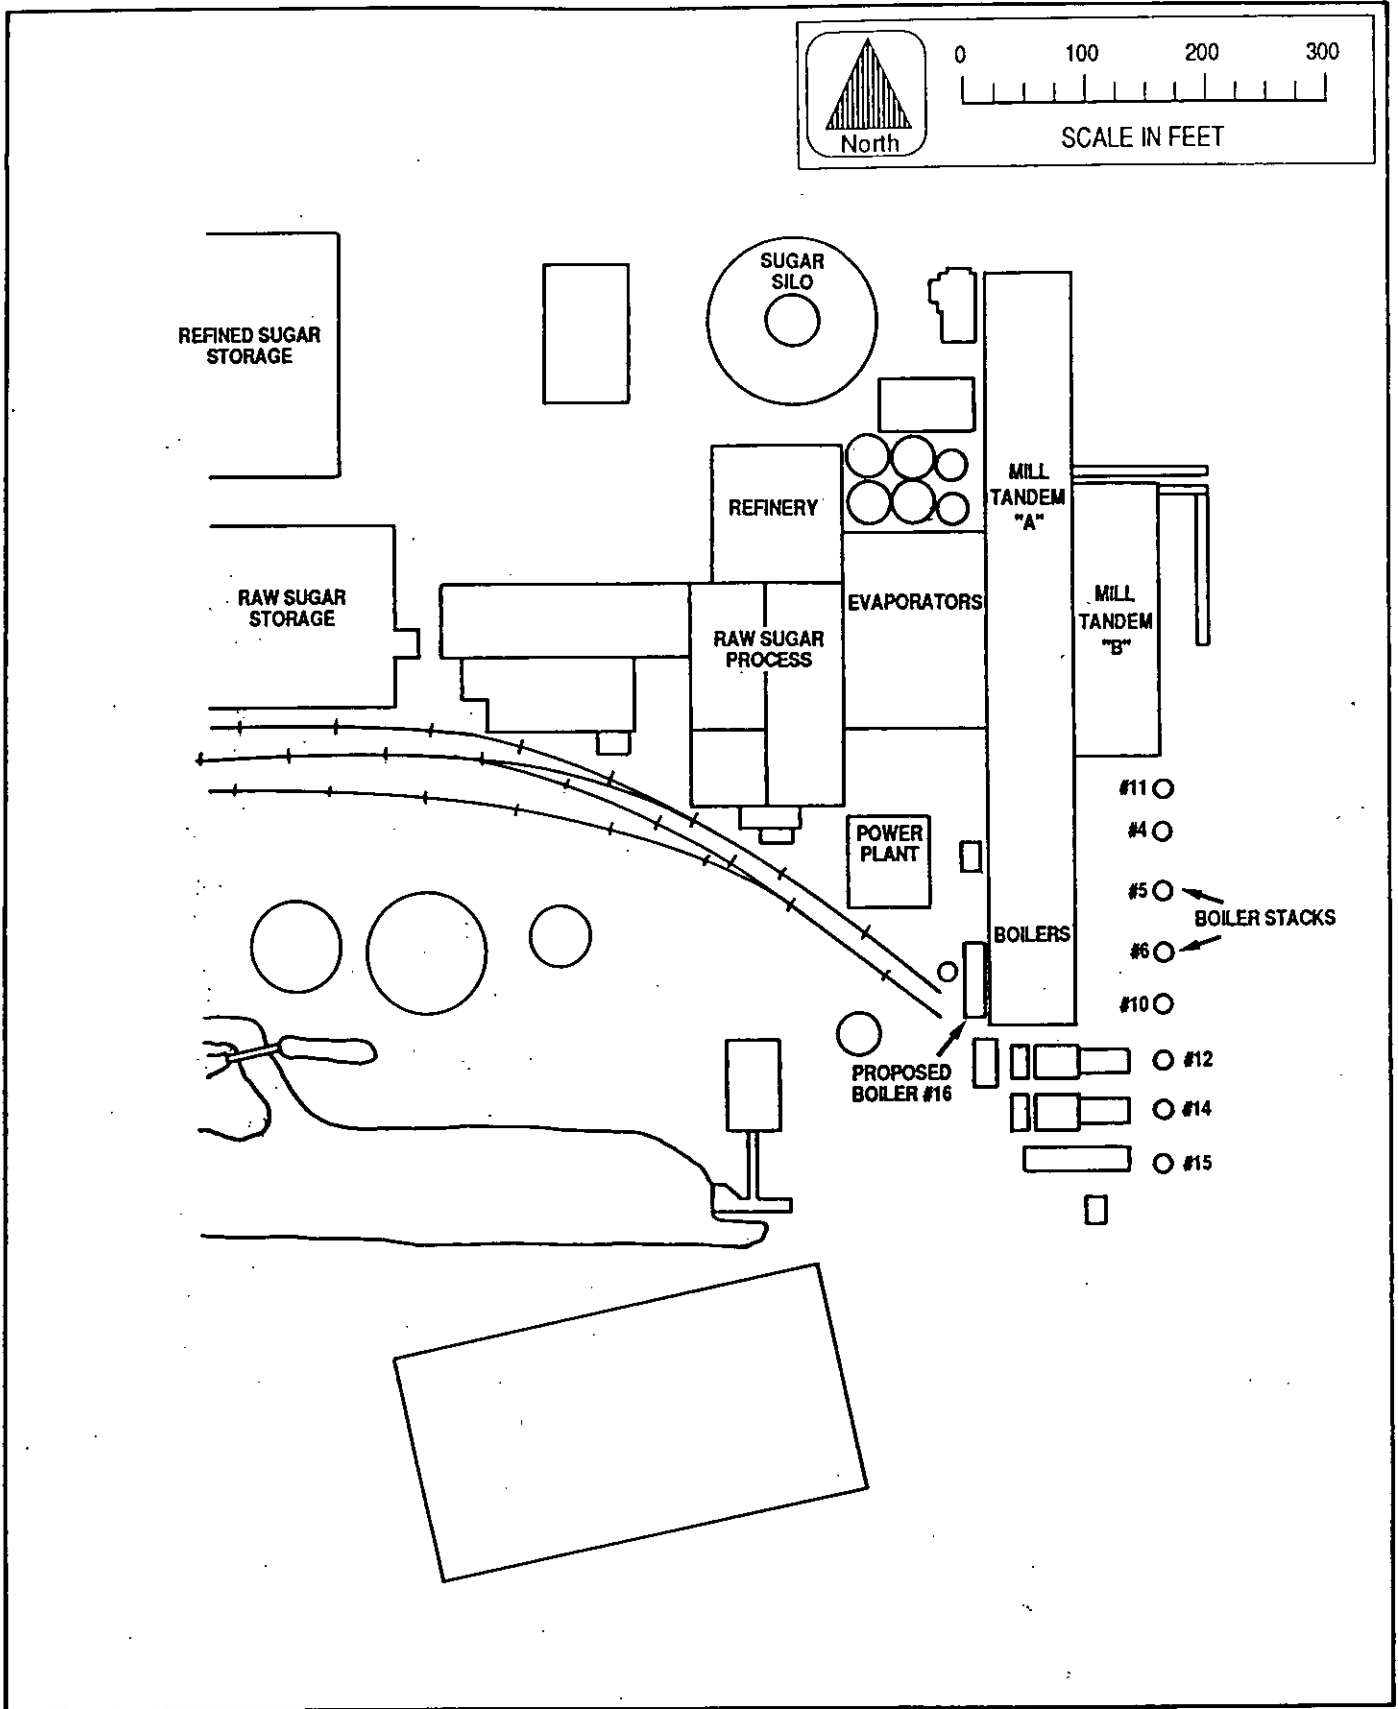 0 100 200 300
North
SCALE IN FEET
SUGAR
SILO
REFINED SUGAR
STORAGE
MILL
TANDEM
"A"
REFINERY
RAW SUGAR
STORAGE
EVAPORATORS
MILL
TANDEM
"B"
RAW SUGAR
PROCESS
#11
#4
POWER
PLANT
#5
BOILER STACKS
BOILERS
#6
#10
PROPOSED
BOILER #16
#12
#14
#15